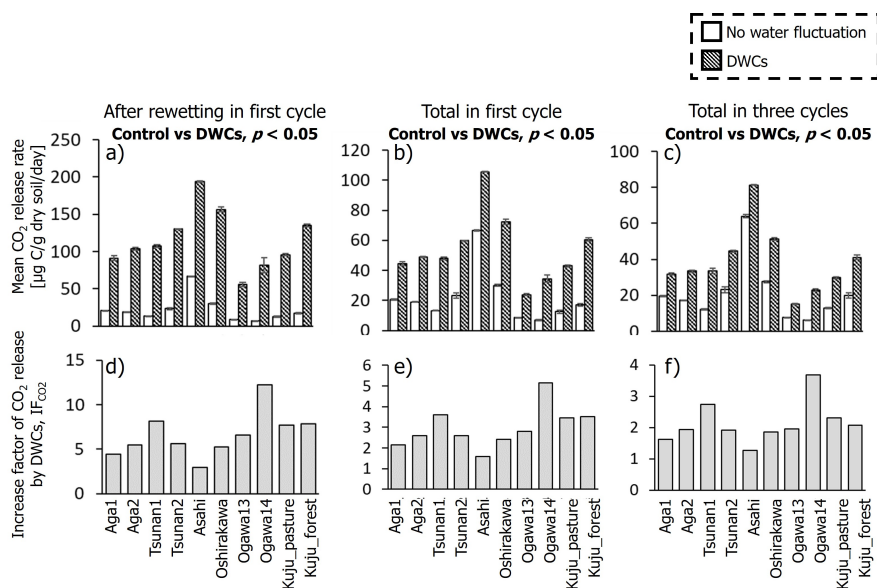 No water fluctuation
DWCs
After rewetting in first cycle
Control vs DWCs, p < 0.05
Total in first cycle
Control vs DWCs, p < 0.05
Total in three cycles
Control vs DWCs, p < 0.05
Mean CO2 release rate
[µg C/g dry soil/day]
a)
250
200
150
100
50
0
b)
120
100
80
60
40
20
0
c)
100
80
60
40
20
0
Increase factor of CO2 release
by DWCs, IFCO2
d)
15
10
5
0
e)
6
5
4
3
2
1
0
f)
4
3
2
1
0
Aga1
Aga2
Tsunan1
Tsunan2
Asahi
Oshirakawa
Ogawa13
Ogawa14
Kuju_pasture
Kuju_forest
Aga1
Aga2
Tsunan1
Tsunan2
Asahi
Oshirakawa
Ogawa13
Ogawa14
Kuju_pasture
Kuju_forest
Aga1
Aga2
Tsunan1
Tsunan2
Asahi
Oshirakawa
Ogawa13
Ogawa14
Kuju_pasture
Kuju_forest